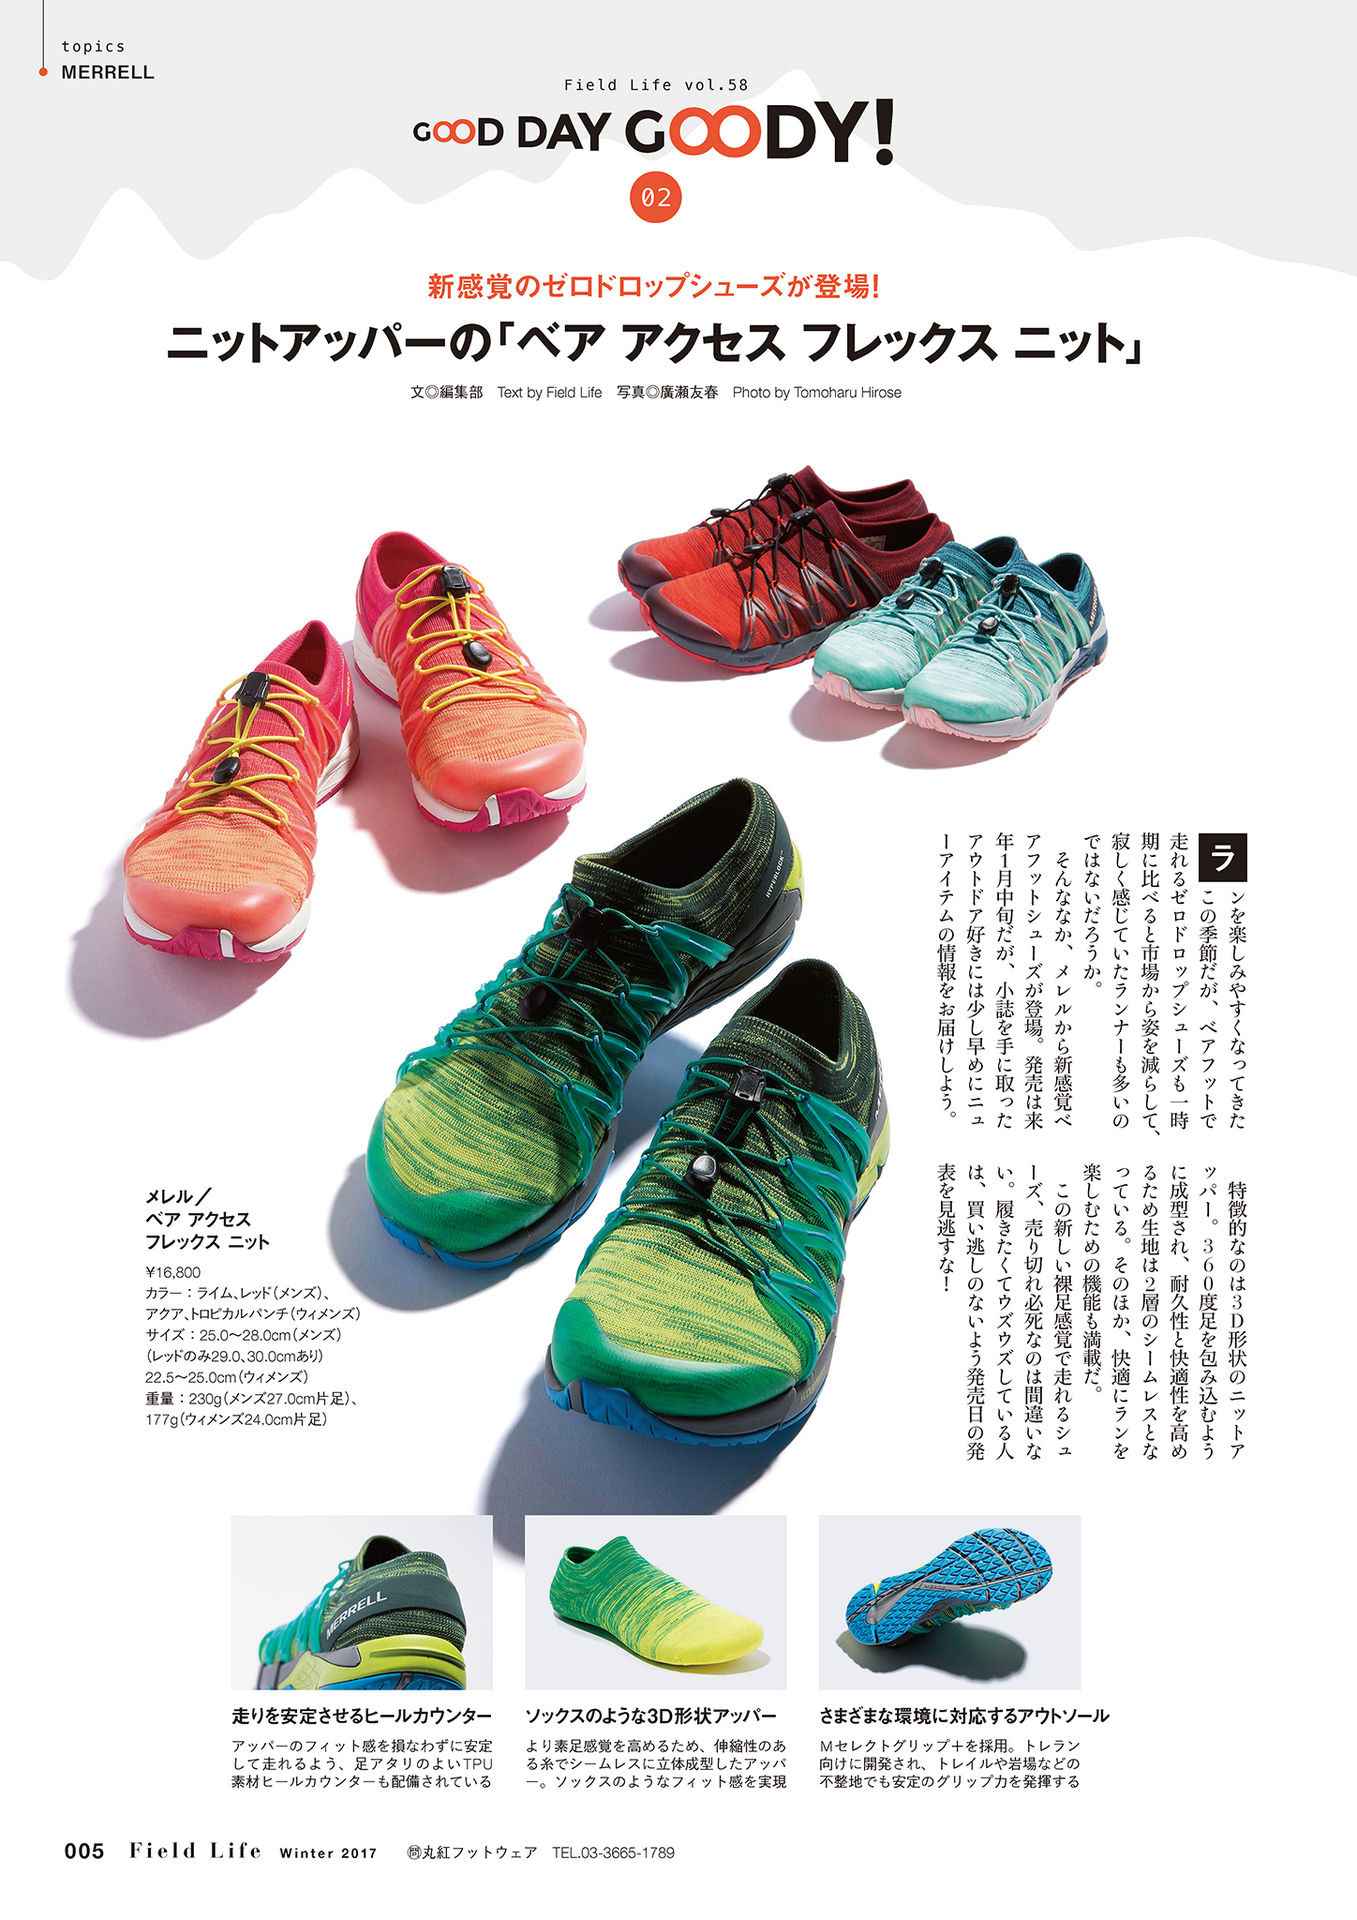 topics
MERRELL
Field Life vol.58
GOOD DAY GOODY!
02
新感覚のゼロドロップシューズが登場!
ニットアッパーの「ベア アクセス フレックス ニット」
文◎編集部 Text by Field Life 写真◎廣瀬友春 Photo by Tomoharu Hirose
ランを楽しみやすくなってきた
この季節だが、ベアフットで
走れるゼロドロップシューズも一時
期に比べると市場から姿を減らして、
寂しく感じていたランナーも多いの
ではないだろうか。
そんななか、メレルから新感覚ベ
アフットシューズが登場。発売は来
年1月中旬だが、小誌を手に取った
アウトドア好きには少し早めにニュ
ーアイテムの情報をお届けしよう。
特徴的なのは3D形状のニットア
ッパー。360度足を包み込むよう
に成型され、耐久性と快適性を高め
るため生地は2層のシームレスとな
っている。そのほか、快適にランを
楽しむための機能も満載だ。
この新しい裸足感覚で走れるシュ
ーズ、売り切れ必死なのは間違いな
い。履きたくてウズウズしている人
は、買い逃しのないよう発売日の発
表を見逃すな!
MERRELL
HYPERLOCK™
メレル/
ベア アクセス
フレックス ニット
¥16,800
カラー:ライム、レッド(メンズ)、
アクア、トロピカルパンチ(ウィメンズ)
サイズ:25.0〜28.0cm(メンズ)
(レッドのみ29.0、30.0cmあり)
22.5〜25.0cm(ウィメンズ)
重量:230g(メンズ27.0cm片足)、
177g(ウィメンズ24.0cm片足)
MERRELL
走りを安定させるヒールカウンター
アッパーのフィット感を損なわずに安定
して走れるよう、足アタリのよいTPU
素材ヒールカウンターも配備されている
ソックスのような3D形状アッパー
より素足感覚を高めるため、伸縮性のあ
る糸でシームレスに立体成型したアッパ
ー。ソックスのようなフィット感を実現
さまざまな環境に対応するアウトソール
Mセレクトグリップ+を採用。トレラン
向けに開発され、トレイルや岩場などの
不整地でも安定のグリップ力を発揮する
005 Field Life Winter 2017 ㉄丸紅フットウェア TEL.03-3665-1789